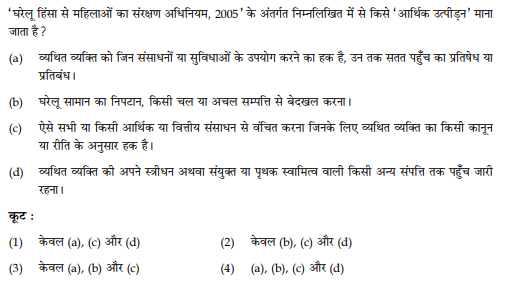 ‘घरेलू हिंसा से महिलाओं का संरक्षण अधिनियम, 2005’ के अंतर्गत निम्नलिखित में से किसे ‘आर्थिक उत्पीड़न’ माना
जाता है ?
(a) व्यथित व्यक्ति को जिन संसाधनों या सुविधाओं के उपयोग करने का हक है, उन तक सतत पहुँच का प्रतिषेध या
प्रतिबंध।
(b) घरेलू सामान का निपटान, किसी चल या अचल सम्पत्ति से बेदखल करना।
(c) ऐसे सभी या किसी आर्थिक या वित्तीय संसाधन से वंचित करना जिनके लिए व्यथित व्यक्ति का किसी कानून
या रीति के अनुसार हक है।
(d) व्यथित व्यक्ति की अपने स्त्रीधन अथवा संयुक्त या पृथक स्वामित्व वाली किसी अन्य संपत्ति तक पहुँच जारी
रहना।
कूट :
(1) केवल (a), (c) और (d) (2) केवल (b), (c) और (d)
(3) केवल (a), (b) और (c) (4) (a), (b), (c) और (d)